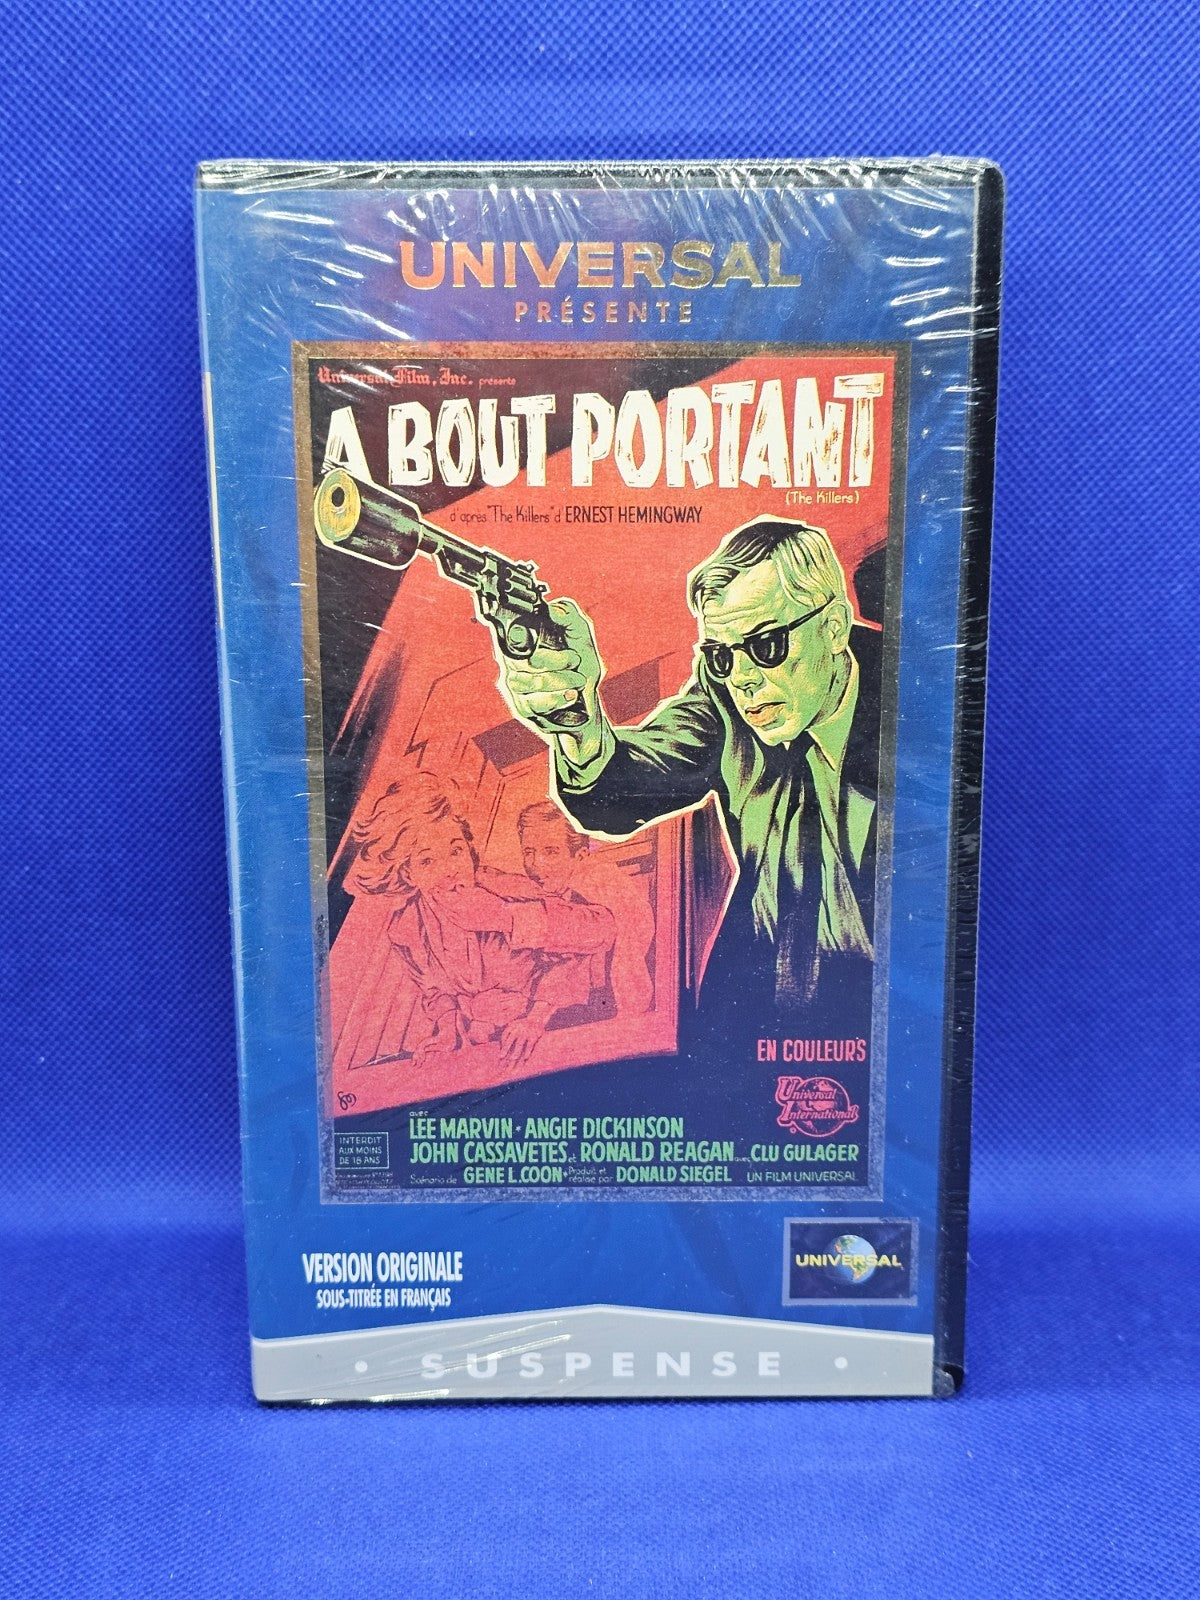 UNIVERSAL
PRÉSENTE
Universal Film, Inc. présente
A BOUT PORTANT
(The Killers)
d'après "The Killers" d'ERNEST HEMINGWAY
EN COULEURS
Universal
International
avec
LEE MARVIN • ANGIE DICKINSON
JOHN CASSAVETES et RONALD REAGAN avec CLU GULAGER
Scénario de GENE L. COON • Produit et réalisé par DONALD SIEGEL UN FILM UNIVERSAL
INTERDIT
AUX MOINS
DE 18 ANS
VERSION ORIGINALE
SOUS-TITRÉE EN FRANÇAIS
UNIVERSAL
• SUSPENSE •